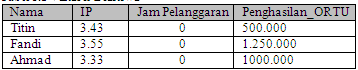 Nama IP Jam Pelanggaran Penghasilan_ORTU
Titin 3.43 0 500.000
Fandi 3.55 0 1.250.000
Ahmad 3.33 0 1000.000